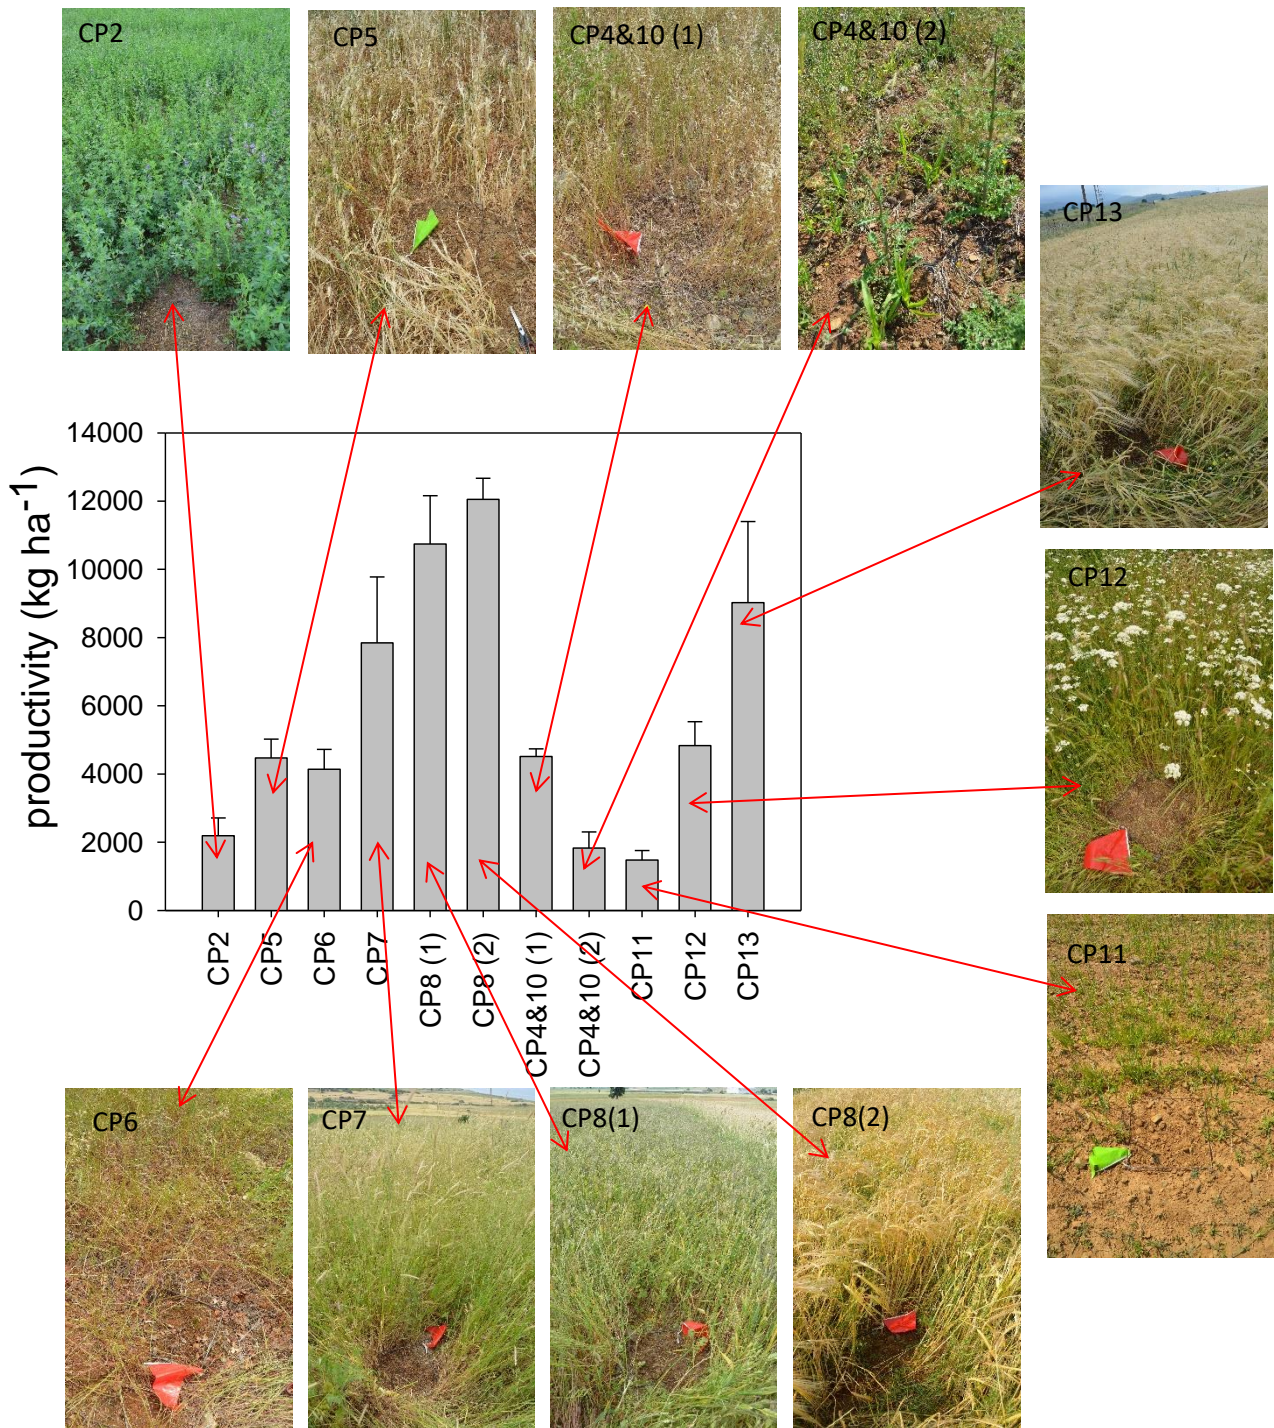 CP2
CP5
CP4&10 (1)
CP4&10 (2)
CP13
CP12
CP11
productivity (kg ha-1)
14000
12000
10000
8000
6000
4000
2000
0
CP2
CP5
CP6
CP7
CP8 (1)
CP8 (2)
CP4&10 (1)
CP4&10 (2)
CP11
CP12
CP13
CP6
CP7
CP8(1)
CP8(2)